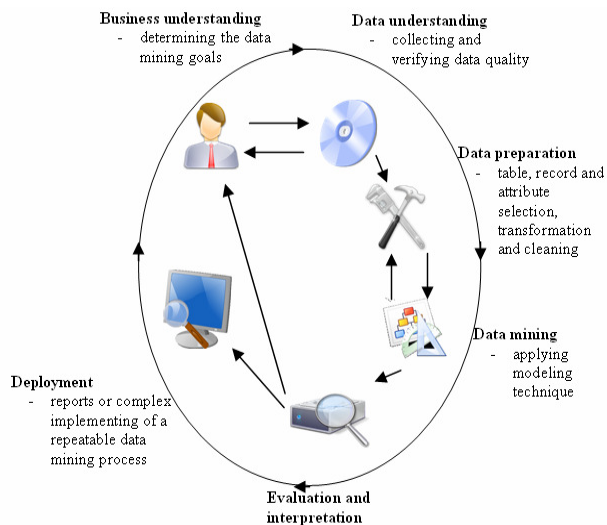 Business understanding
- determining the data
mining goals
Data understanding
- collecting and
verifying data quality
Data preparation
- table, record and
attribute
selection,
transformation
and cleaning
Data mining
- applying
modeling
technique
Evaluation and
interpretation
Deployment
- reports or complex
implementing of a
repeatable data
mining process